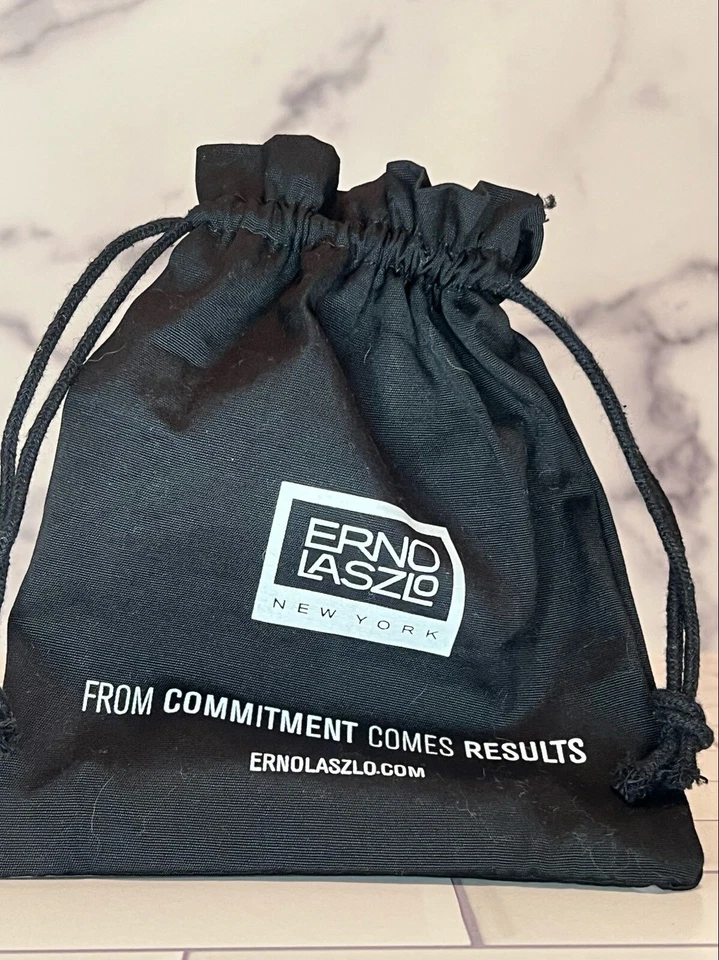 ERNO
LASZLO
NEW YORK
FROM COMMITMENT COMES RESULTS
ERNOLASZLO.COM